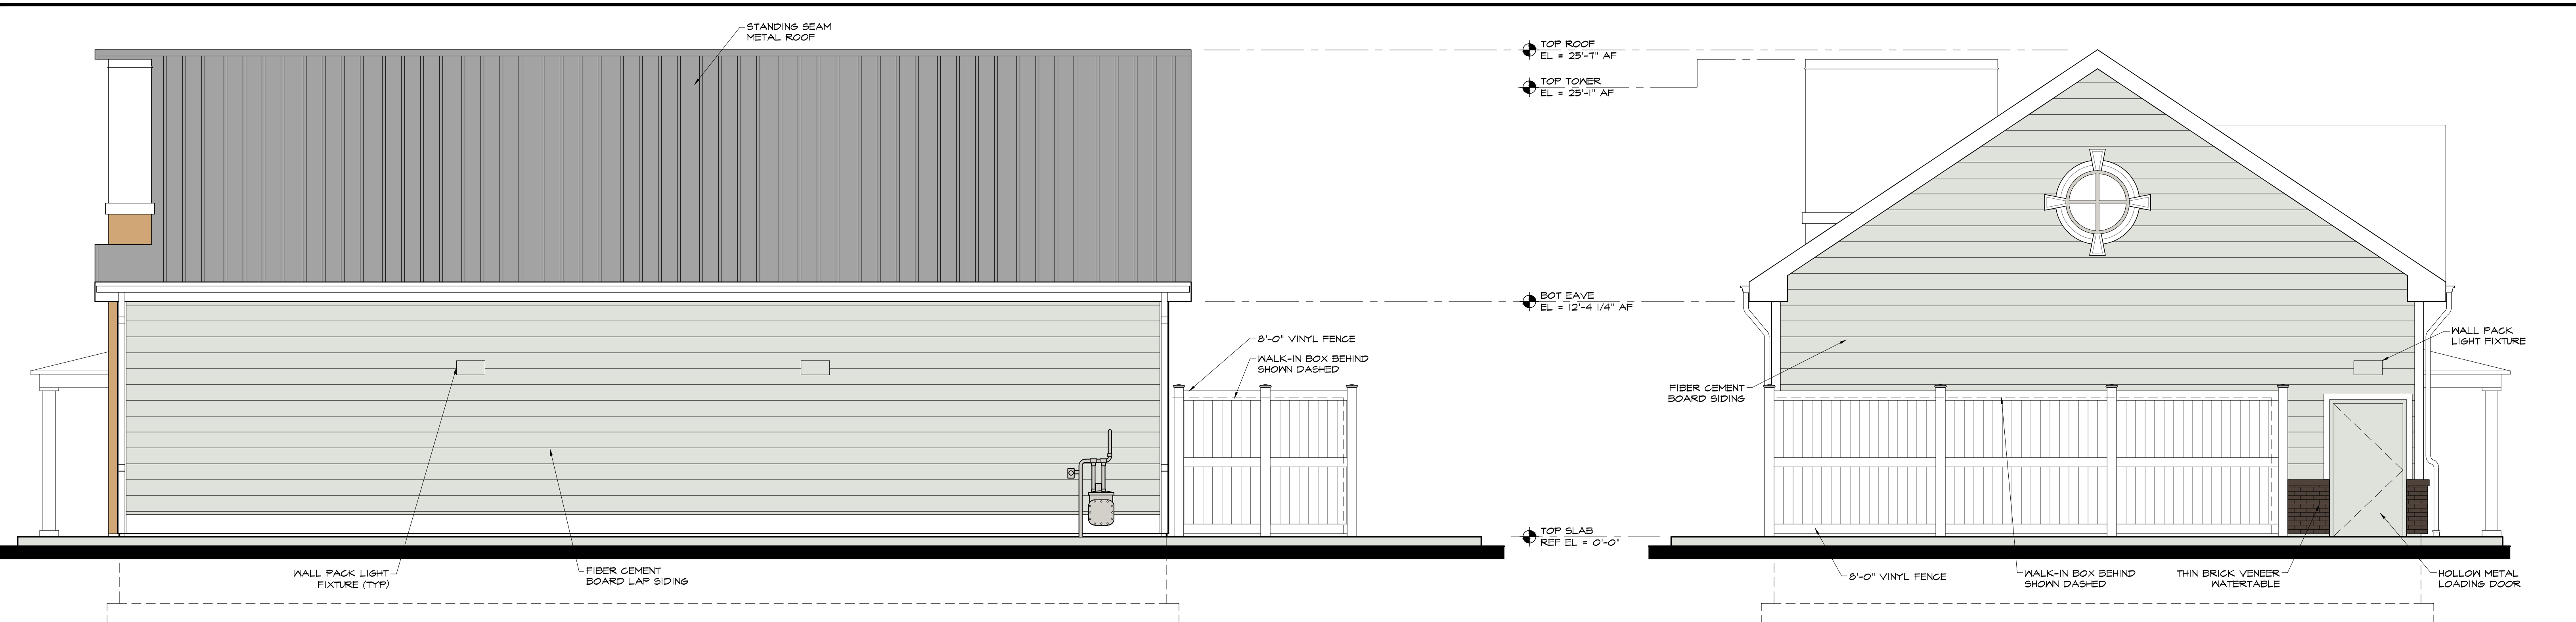 STANDING SEAM
METAL ROOF
TOP ROOF
EL = 25'-7" AF
TOP TOWER
EL = 25'-1" AF
BOT EAVE
EL = 12'-4 1/4" AF
WALL PACK
LIGHT FIXTURE
8'-0" VINYL FENCE
WALK-IN BOX BEHIND
SHOWN DASHED
FIBER CEMENT
BOARD SIDING
TOP SLAB
REF EL = 0'-0"
WALL PACK LIGHT
FIXTURE (TYP)
FIBER CEMENT
BOARD LAP SIDING
8'-0" VINYL FENCE
WALK-IN BOX BEHIND
SHOWN DASHED
THIN BRICK VENEER
WATERTABLE
HOLLOW METAL
LOADING DOOR